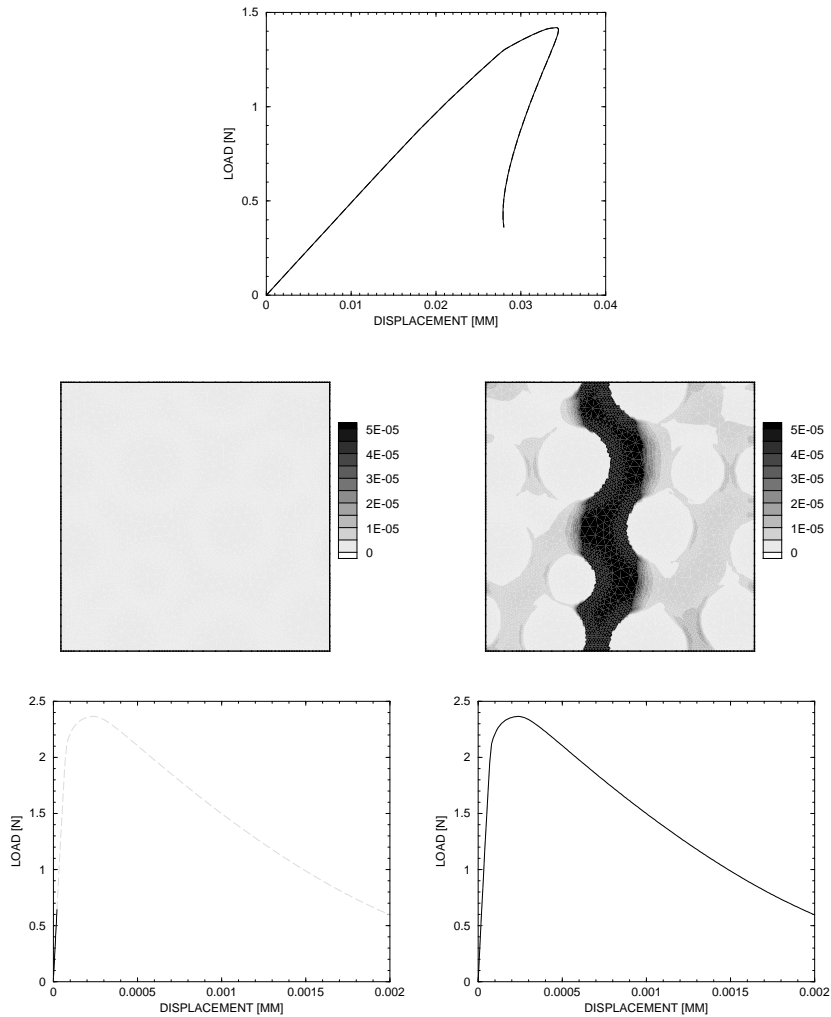 1.5
1
0.5
0
LOAD [N]
0 0.01 0.02 0.03 0.04
DISPLACEMENT [MM]
5E-05
4E-05
3E-05
2E-05
1E-05
0
5E-05
4E-05
3E-05
2E-05
1E-05
0
2.5
2
1.5
1
0.5
0
LOAD [N]
0 0.0005 0.001 0.0015 0.002
DISPLACEMENT [MM]
2.5
2
1.5
1
0.5
0
LOAD [N]
0 0.0005 0.001 0.0015 0.002
DISPLACEMENT [MM]